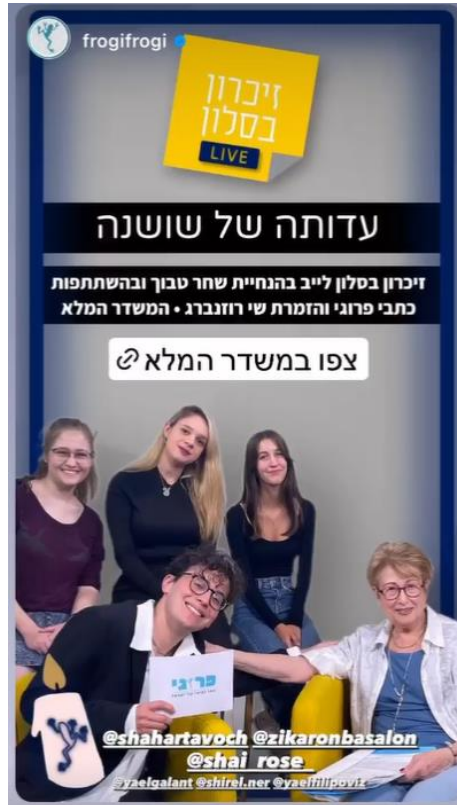 frogifrogi
זיכרון
בסלון
LIVE
עדותה של שושנה
זיכרון בסלון לייב בהנחיית שחר טבוך ובהשתתפות
כתבי פרוגי והזמרת שי רוזנברג • המשדר המלא
צפו במשדר המלא
פרוגי
@shahartavoch @zikaronbasalon
@shai_rose_
@yaelgalant @shirel.ner @yaelfilipoviz